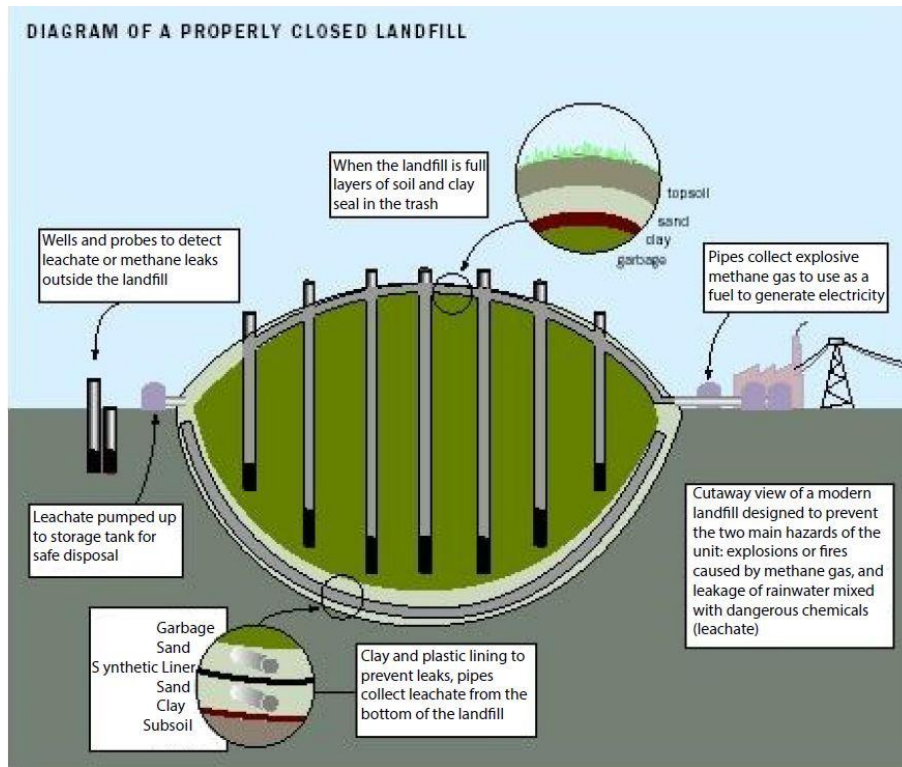 DIAGRAM OF A PROPERLY CLOSED LANDFILL
When the landfill is full
layers of soil and clay
seal in the trash
topsoil
sand
clay
garbage
Wells and probes to detect
leachate or methane leaks
outside the landfill
Pipes collect explosive
methane gas to use as a
fuel to generate electricity
Leachate pumped up
to storage tank for
safe disposal
Cutaway view of a modern
landfill designed to prevent
the two main hazards of the
unit: explosions or fires
caused by methane gas, and
leakage of rainwater mixed
with dangerous chemicals
(leachate)
Garbage
Sand
S ynthetic Liner
Sand
Clay
Subsoil
Clay and plastic lining to
prevent leaks, pipes
collect leachate from the
bottom of the landfill